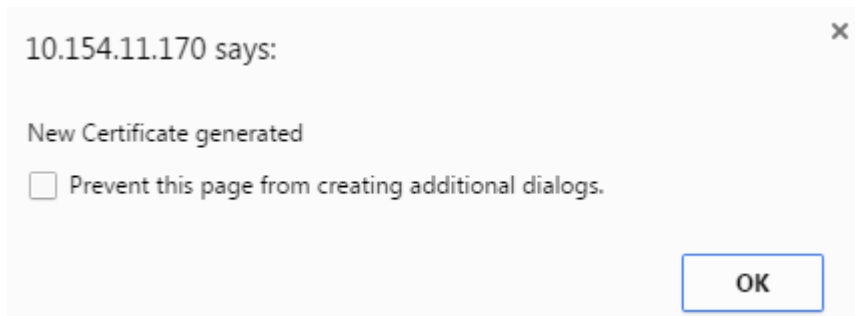 10.154.11.170 says:
New Certificate generated
Prevent this page from creating additional dialogs.
OK